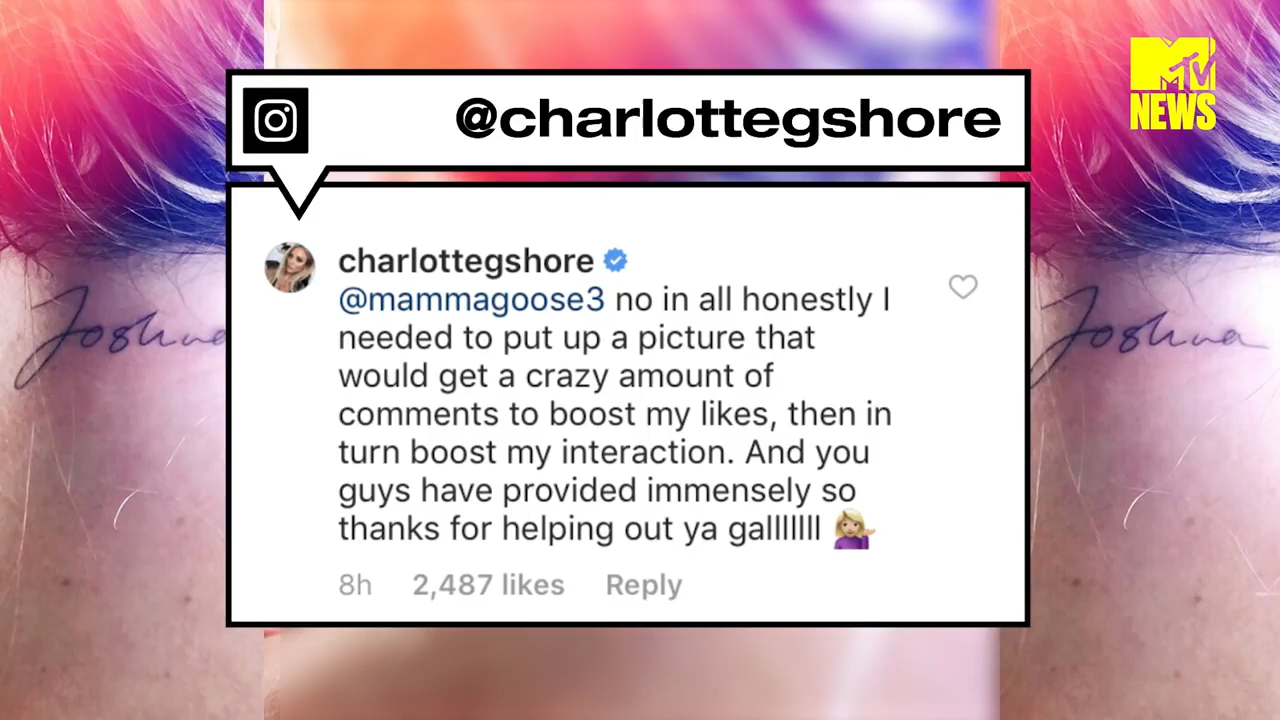 MTV
NEWS
@charlottegshore
charlottegshore
@mammagoose3 no in all honestly I
needed to put up a picture that
would get a crazy amount of
comments to boost my likes, then in
turn boost my interaction. And you
guys have provided immensely so
thanks for helping out ya galllllll 💁🏼‍♀️
8h 2,487 likes Reply
Joshua
Joshua